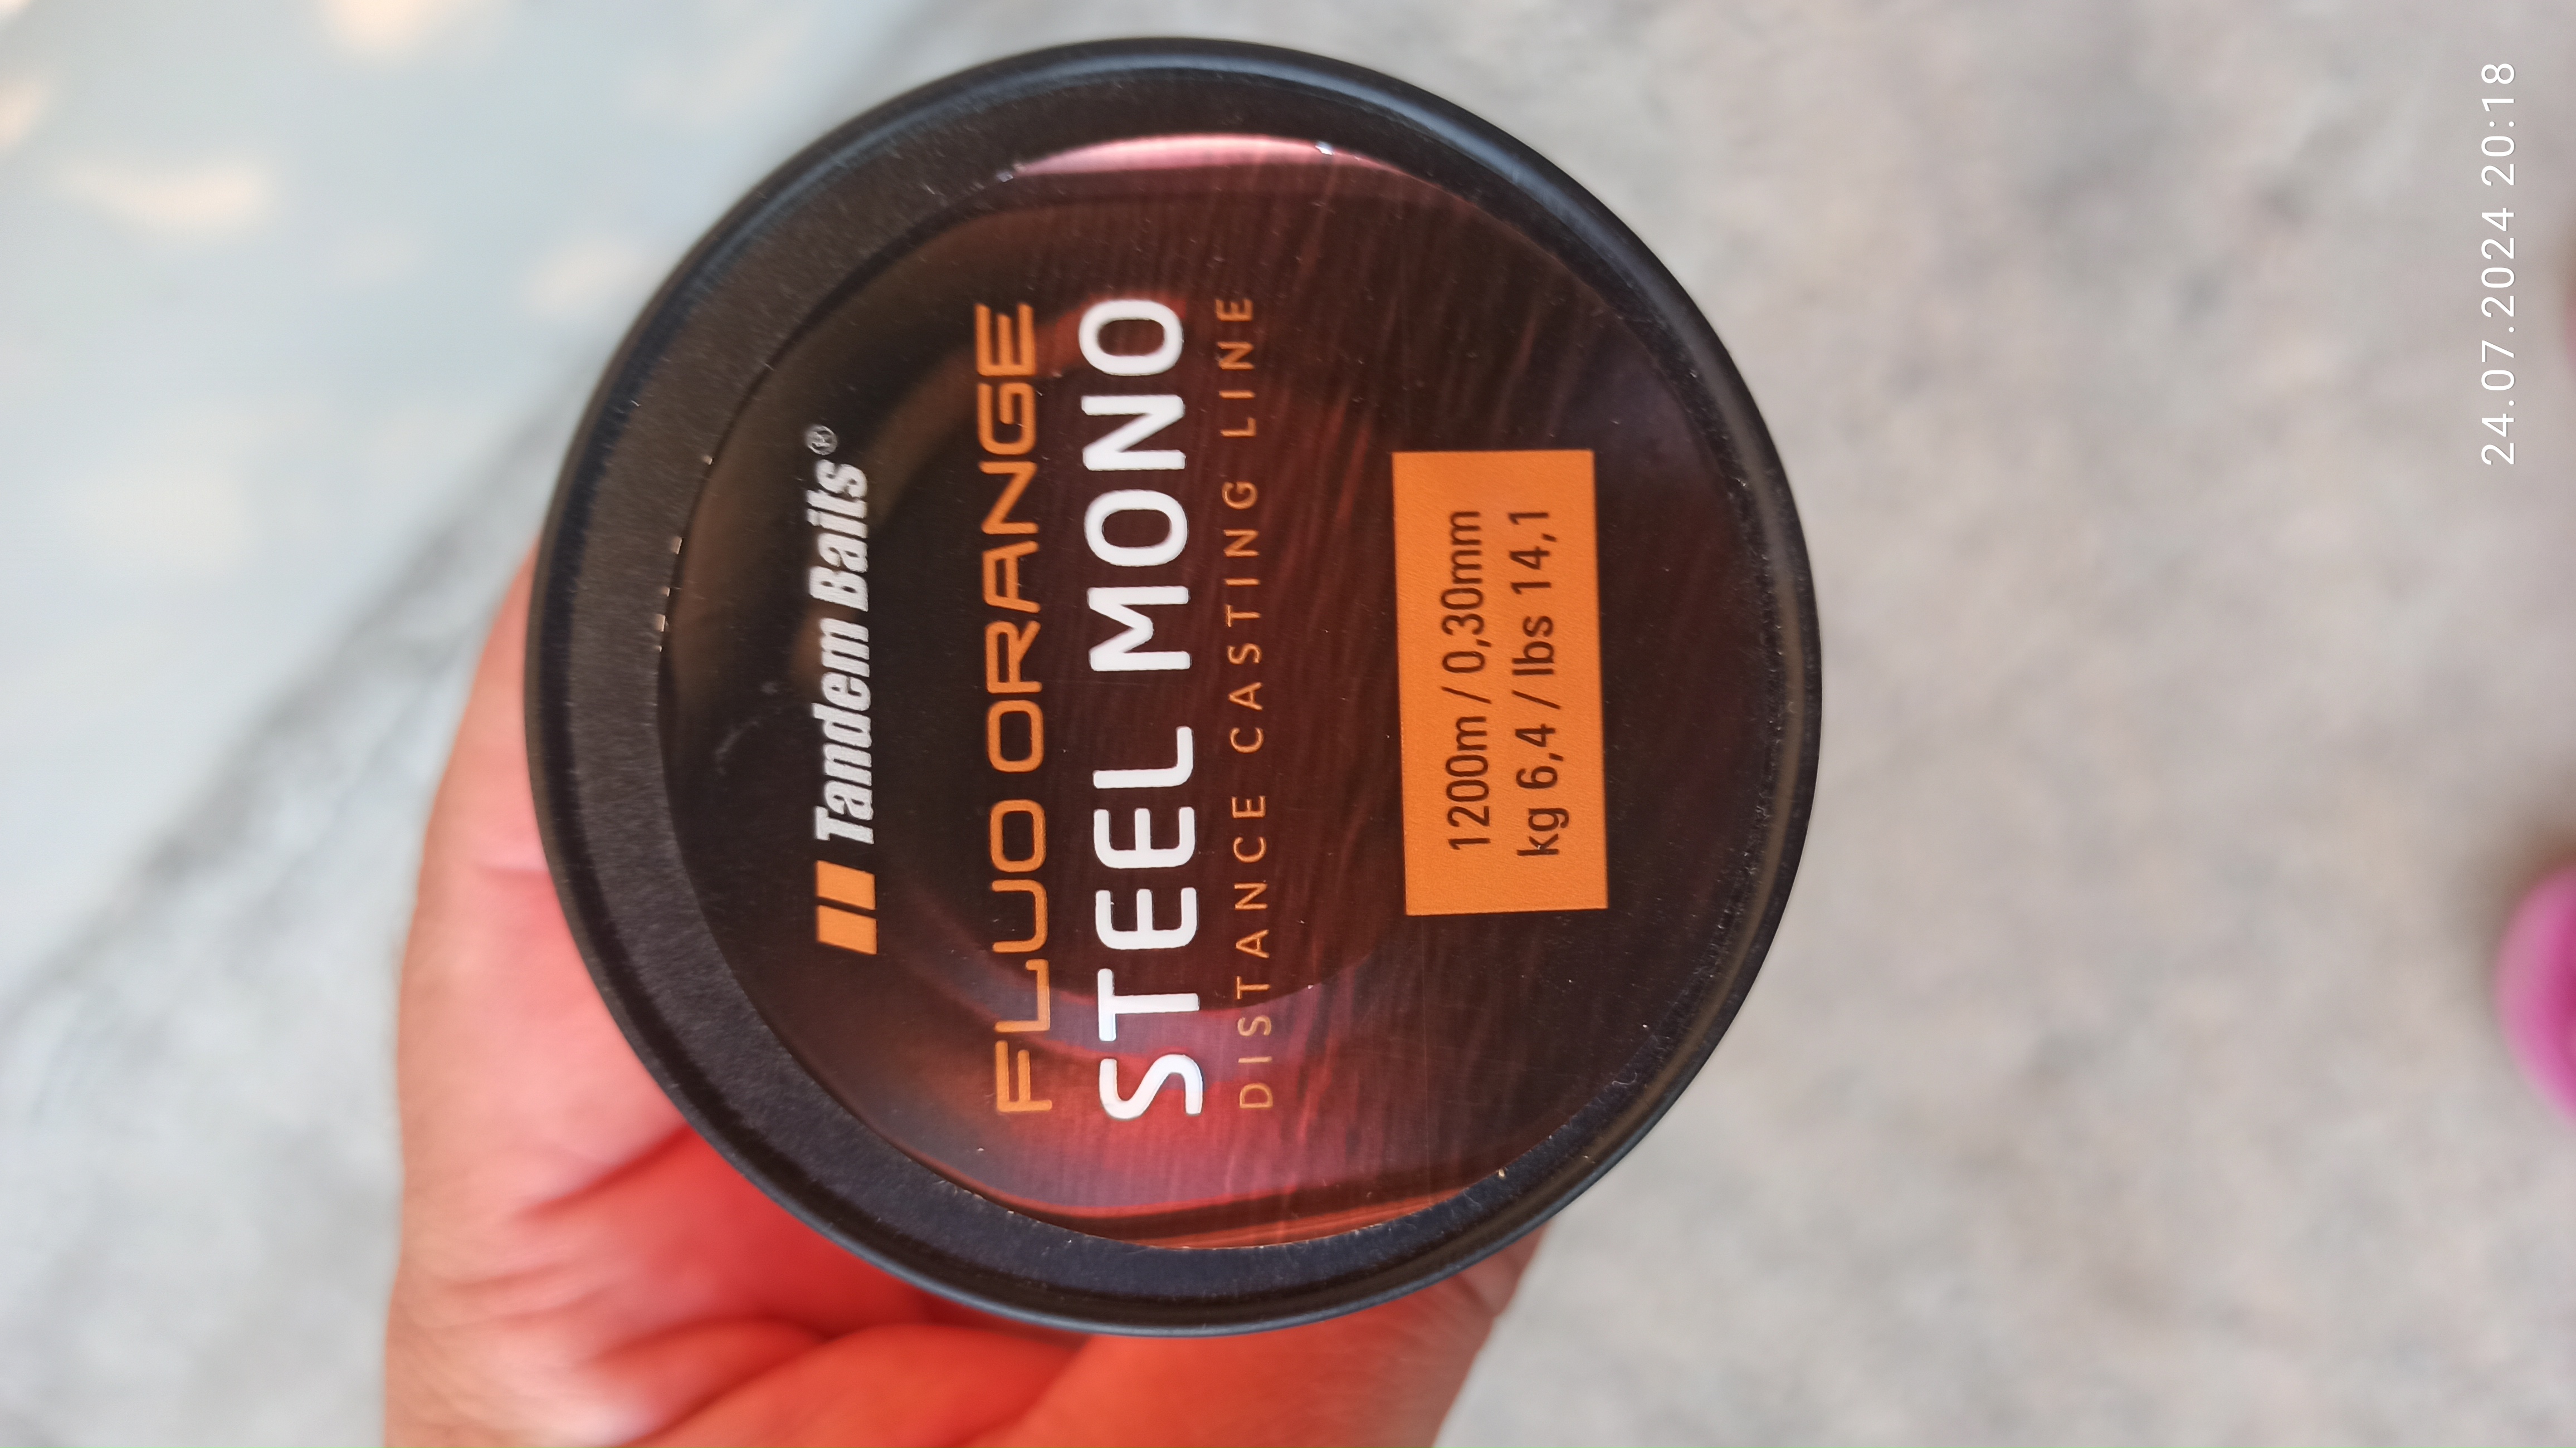 Tandem Baits®
FLUO ORANGE
STEEL MONO
DISTANCE CASTING LINE
1200m / 0,30mm
kg 6,4 / lbs 14,1
24.07.2024 20:18